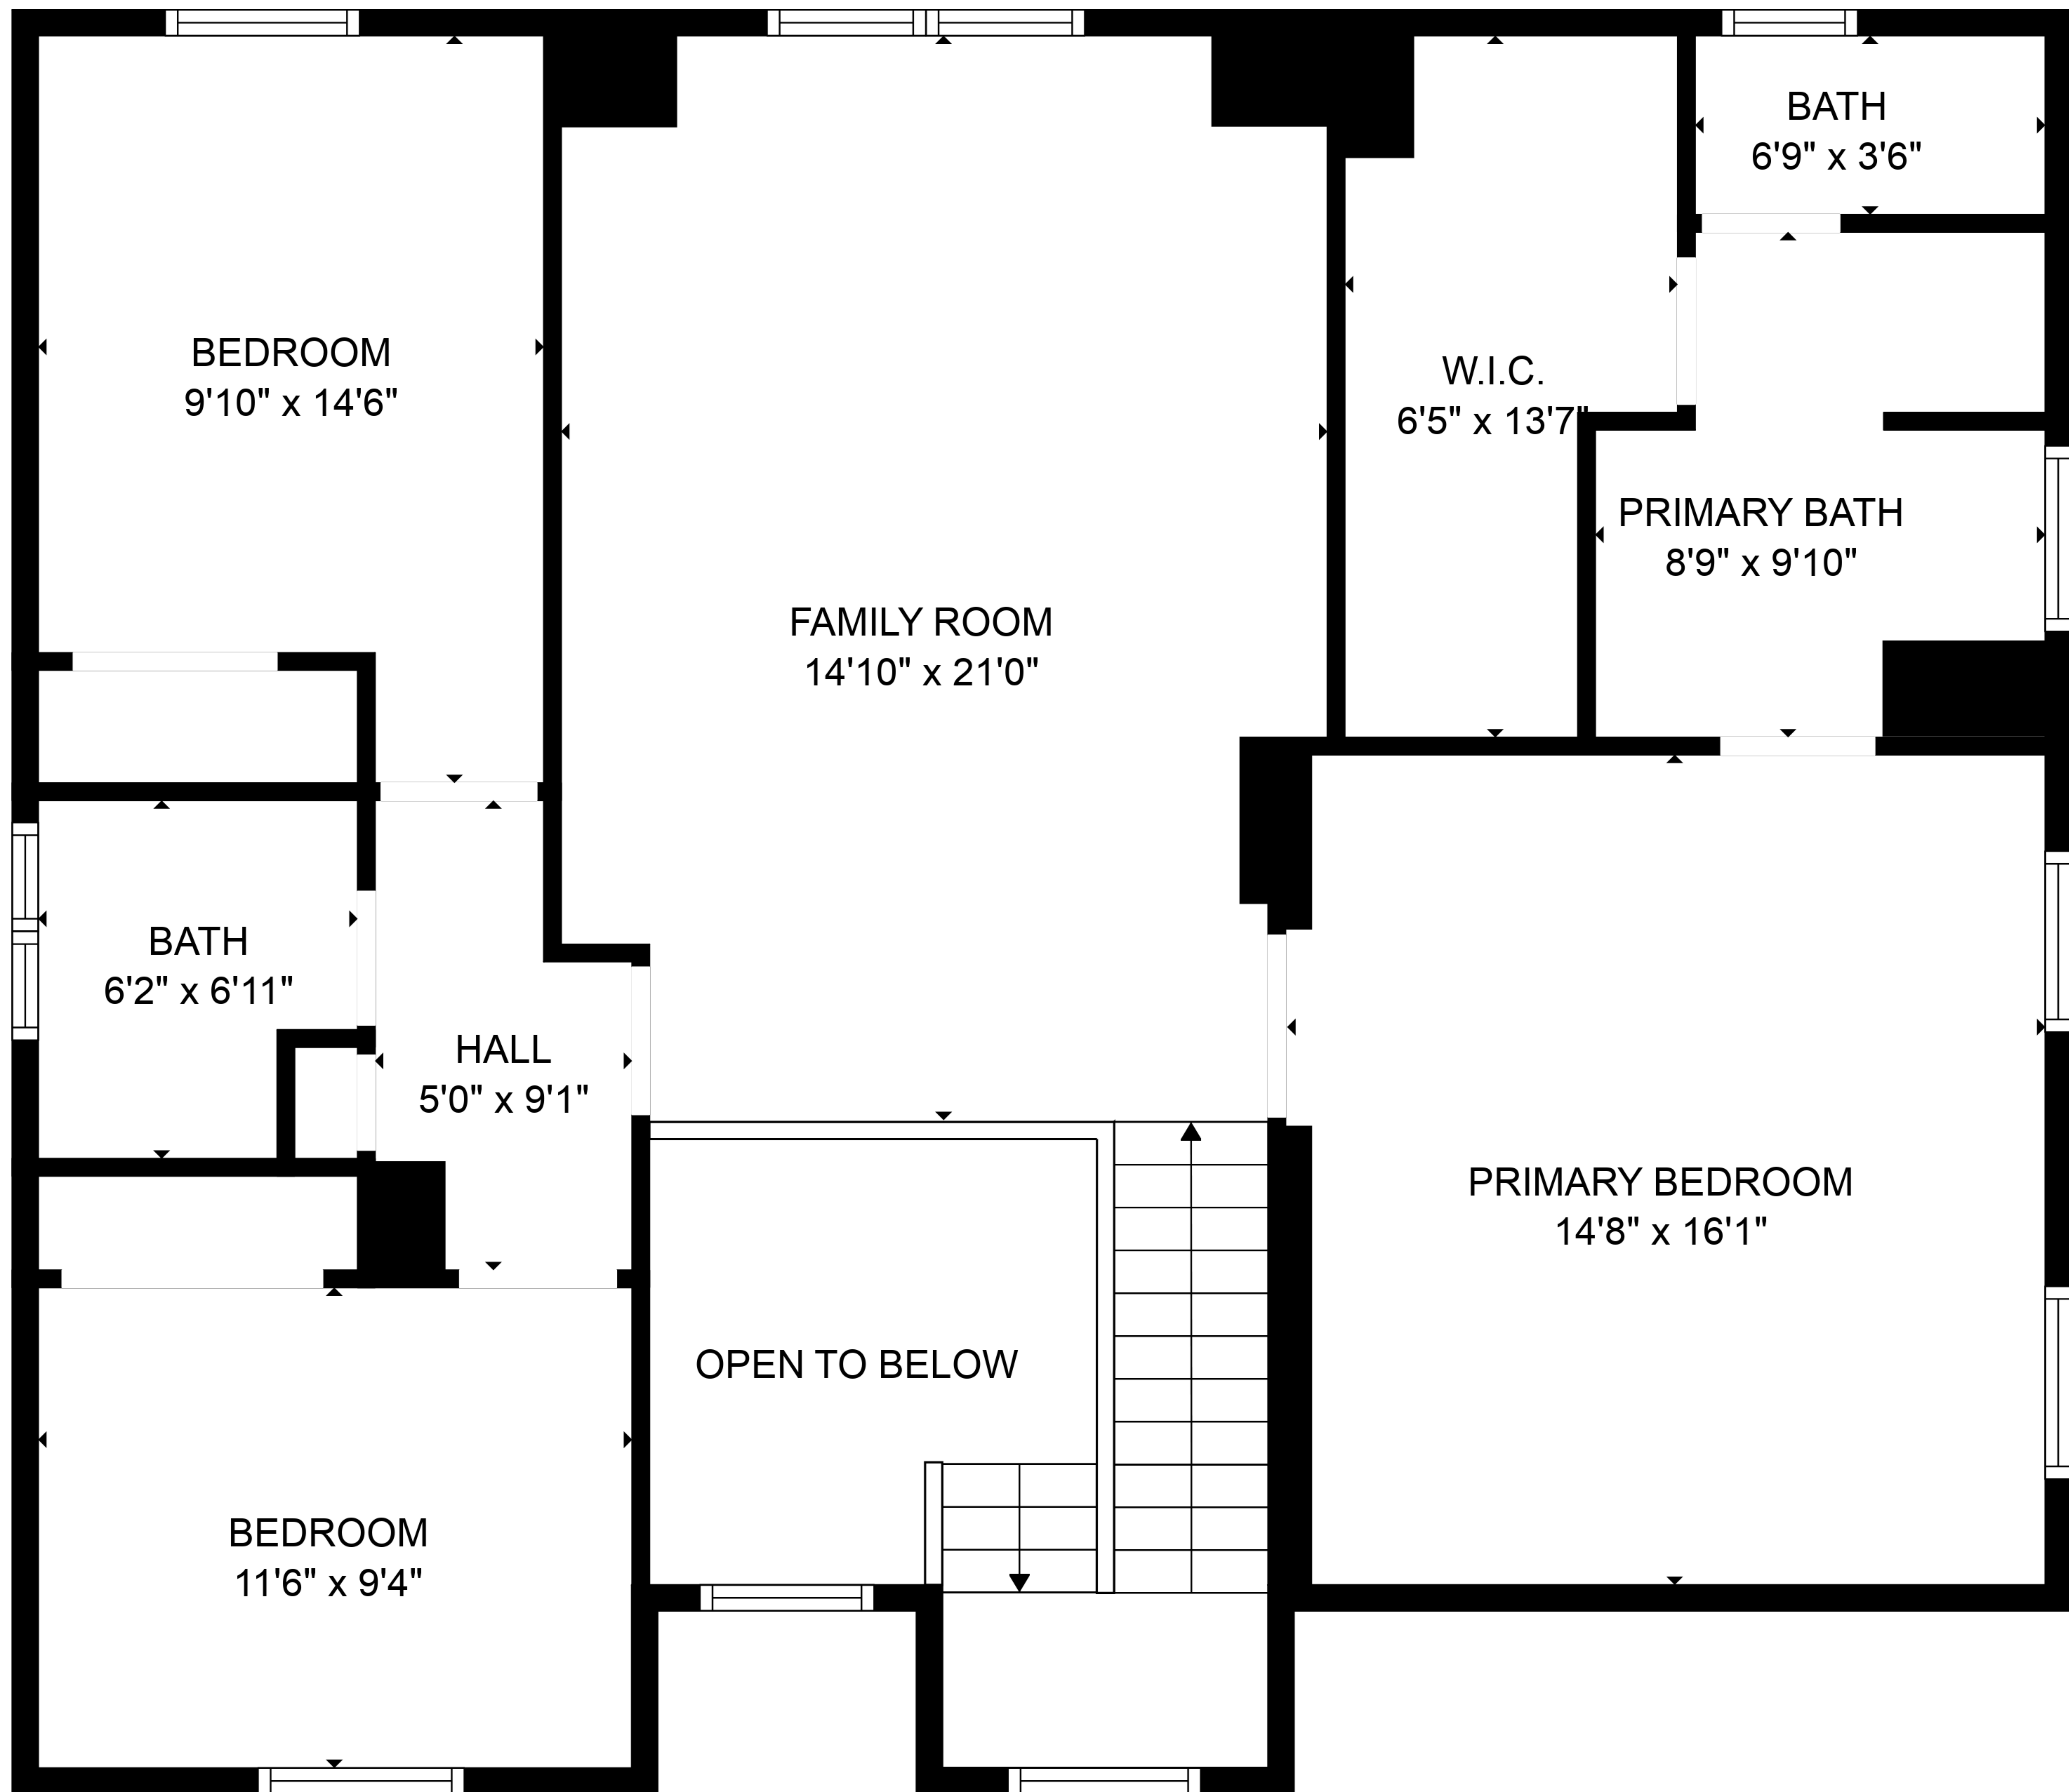 BATH
6'9" x 3'6"
BEDROOM
9'10" x 14'6"
W.I.C.
6'5" x 13'7"
PRIMARY BATH
8'9" x 9'10"
FAMILY ROOM
14'10" x 21'0"
BATH
6'2" x 6'11"
HALL
5'0" x 9'1"
PRIMARY BEDROOM
14'8" x 16'1"
OPEN TO BELOW
BEDROOM
11'6" x 9'4"